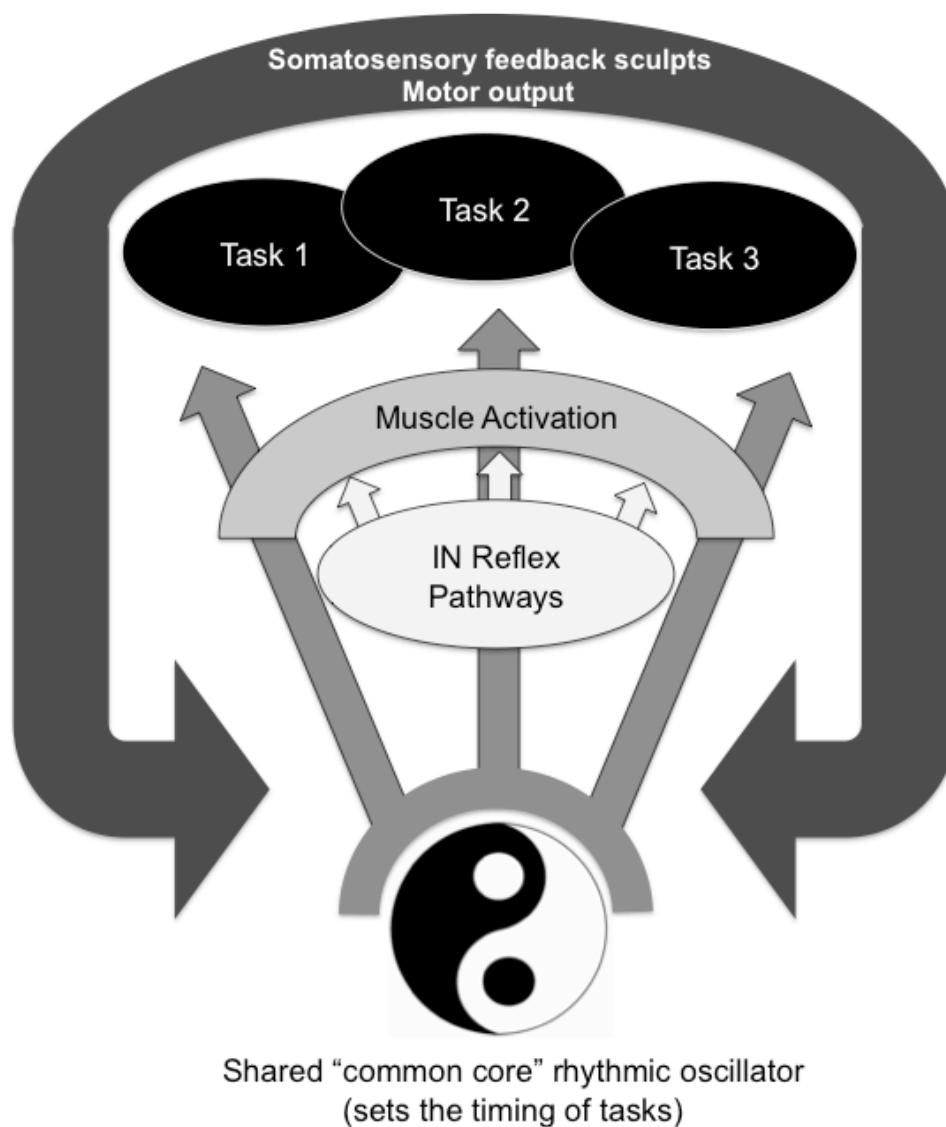 Somatosensory feedback sculpts
Motor output
Task 1
Task 2
Task 3
Muscle Activation
IN Reflex
Pathways
Shared “common core” rhythmic oscillator
(sets the timing of tasks)